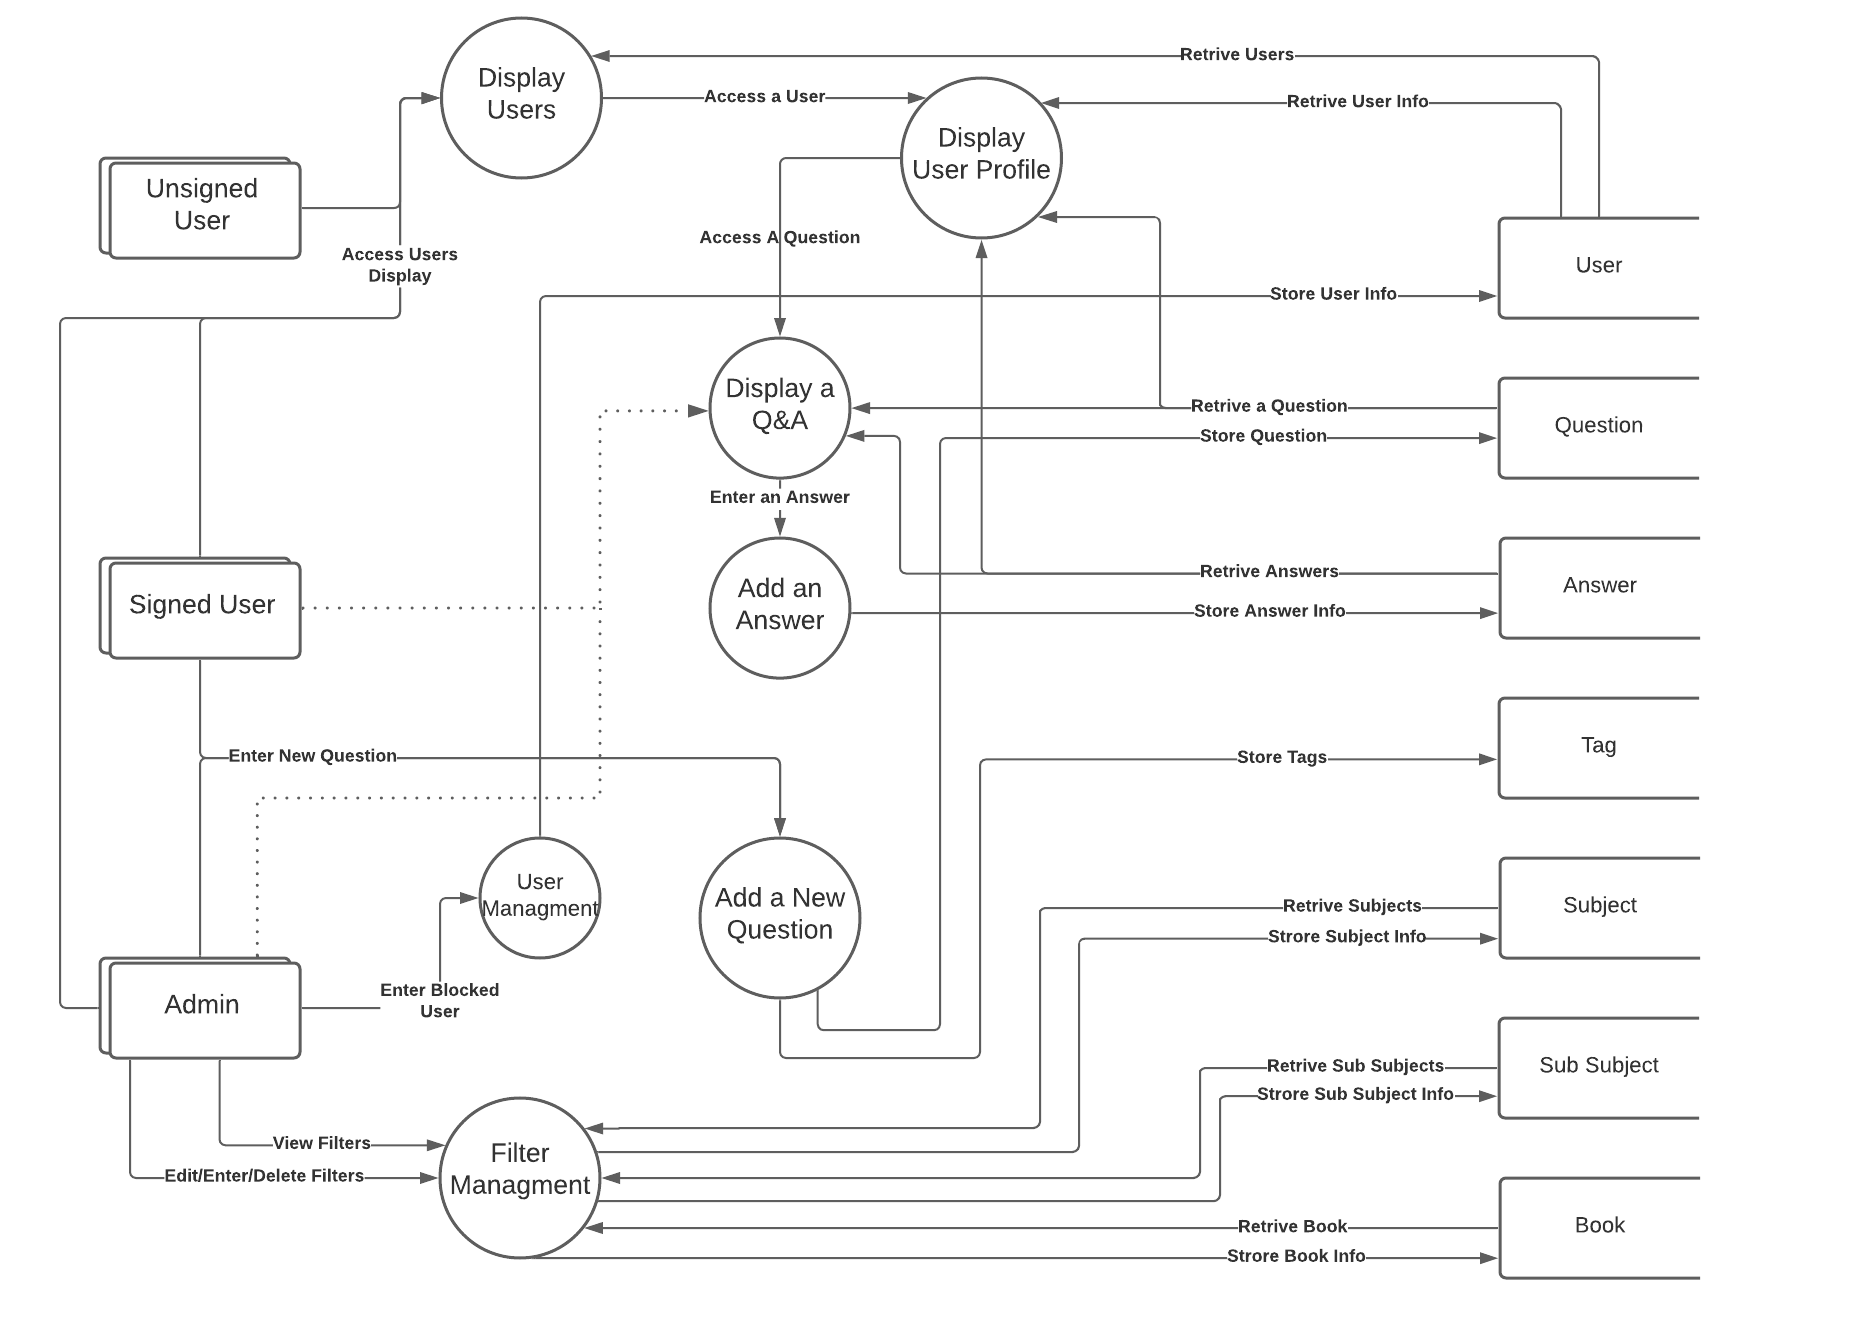 Display
Users
Retrive Users
Access a User
Retrive User Info
Display
User Profile
Unsigned
User
Access A Question
Access Users
Display
User
Store User Info
Display a
Q&A
Retrive a Question
Store Question
Question
Enter an Answer
Retrive Answers
Answer
Add an
Answer
Store Answer Info
Signed User
Enter New Question
Store Tags
Tag
User
Managment
Add a New
Question
Retrive Subjects
Strore Subject Info
Subject
Admin
Enter Blocked
User
Retrive Sub Subjects
Strore Sub Subject Info
Sub Subject
View Filters
Edit/Enter/Delete Filters
Filter
Managment
Retrive Book
Strore Book Info
Book